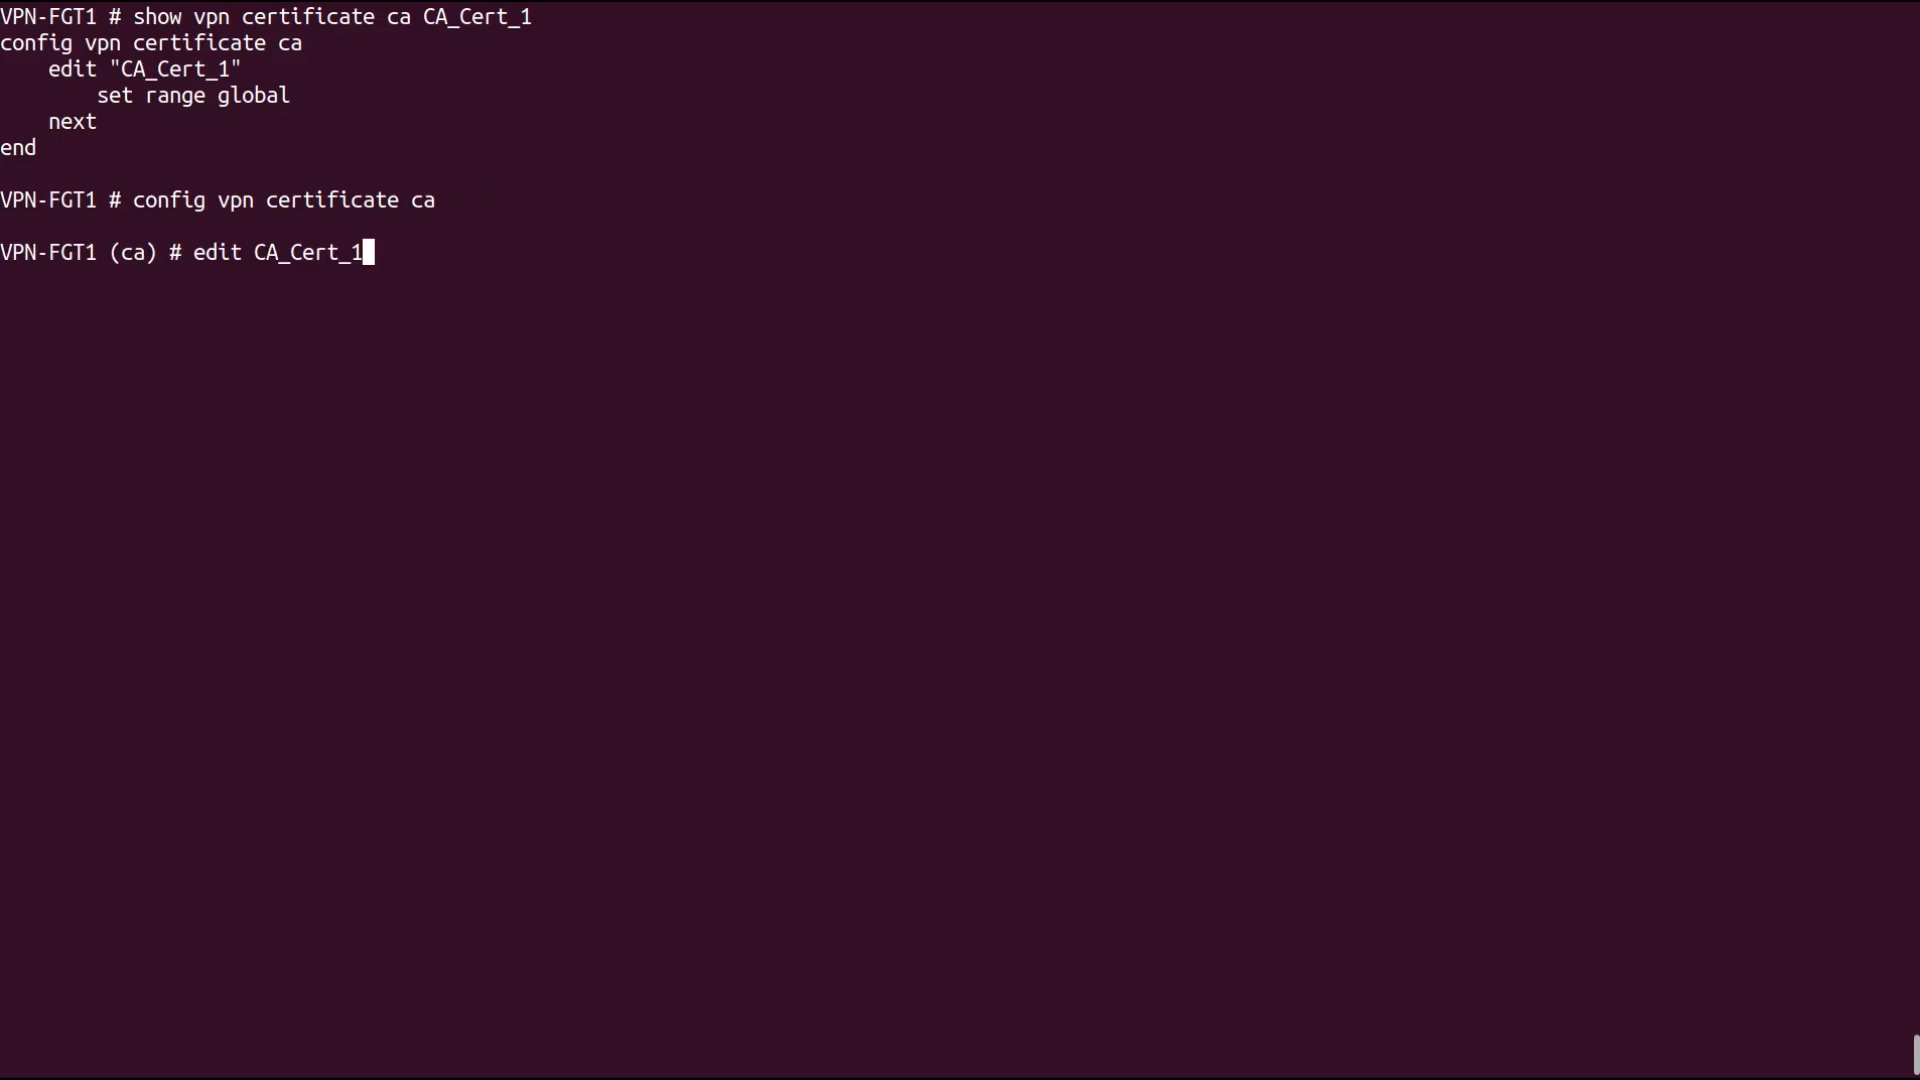 VPN-FGT1 # show vpn certificate ca CA_Cert_1
config vpn certificate ca
    edit "CA_Cert_1"
        set range global
    next
end

VPN-FGT1 # config vpn certificate ca

VPN-FGT1 (ca) # edit CA_Cert_1